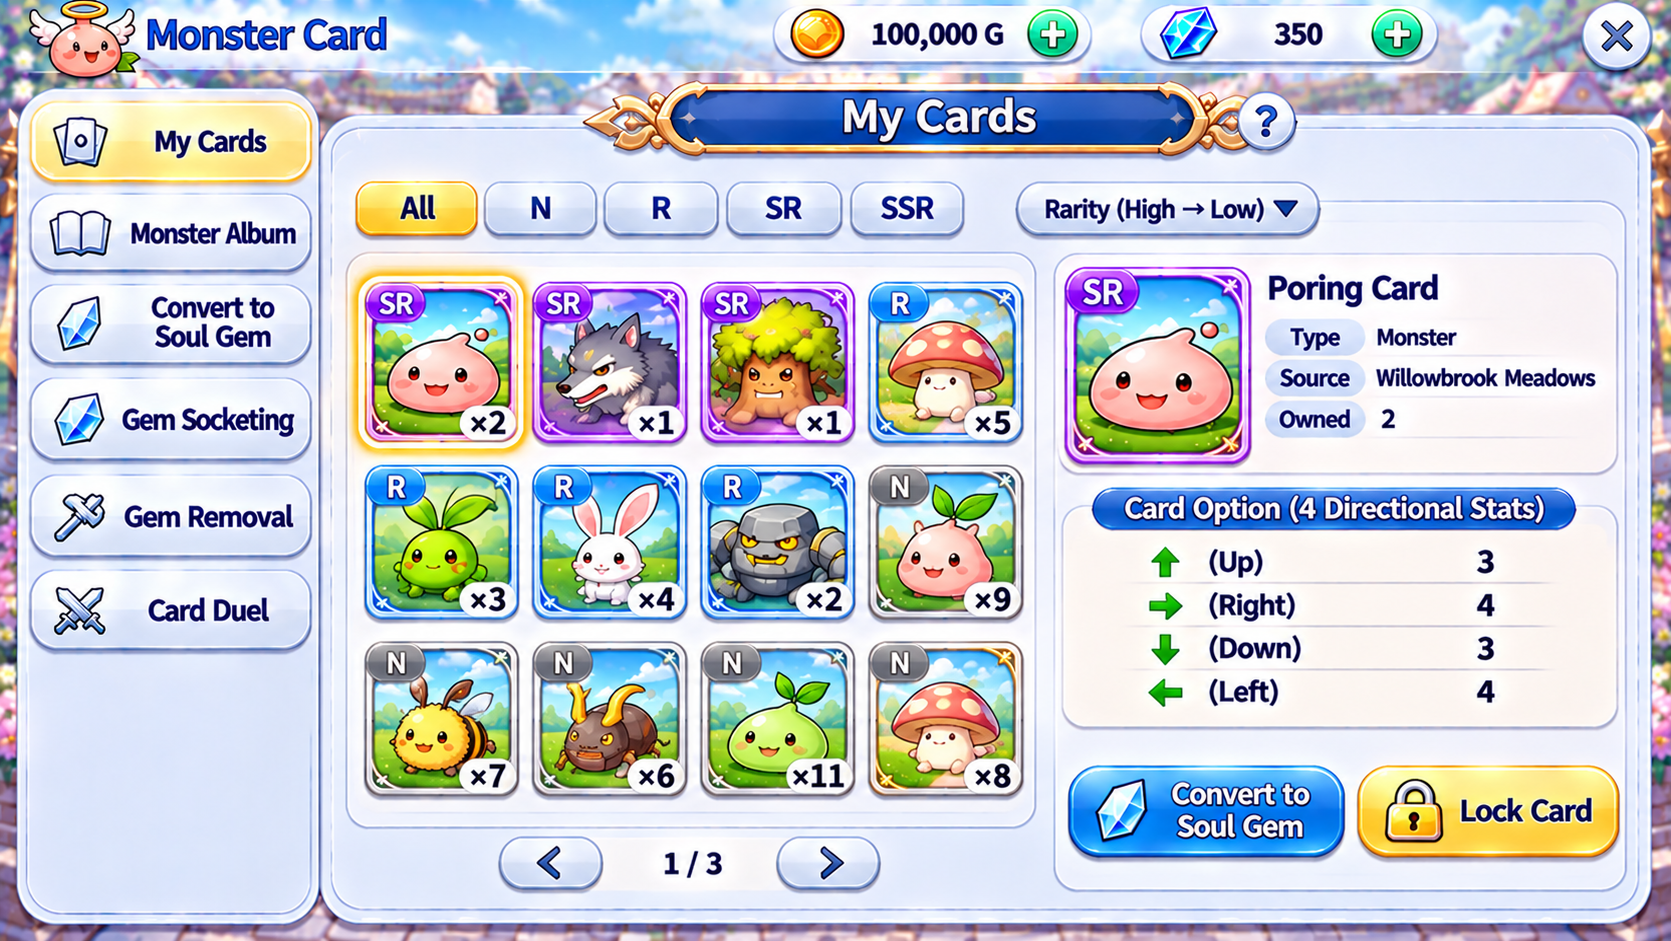 Monster Card
100,000 G
350
My Cards
Monster Album
Convert to
Soul Gem
Gem Socketing
Gem Removal
Card Duel
My Cards
?
All
N
R
SR
SSR
Rarity (High → Low) ▼
SR
×2
SR
×1
SR
×1
R
×5
R
×3
R
×4
R
×2
N
×9
N
×7
N
×6
N
×11
N
×8
1 / 3
SR
Poring Card
Type Monster
Source Willowbrook Meadows
Owned 2
Card Option (4 Directional Stats)
(Up) 3
(Right) 4
(Down) 3
(Left) 4
Convert to
Soul Gem
Lock Card